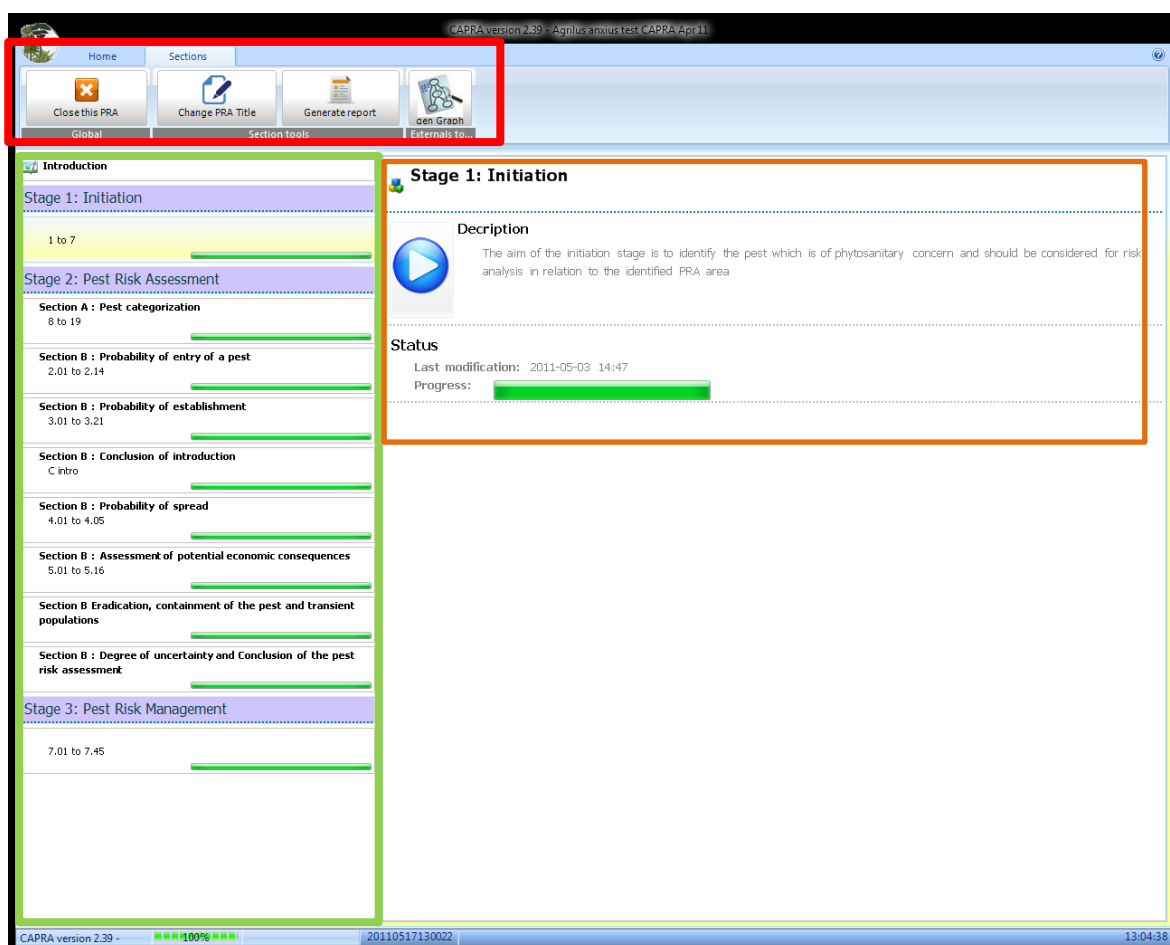 CAPRA version 2.39 - Agrilus anxius test CAPRA Apr 11
Home
Sections
Close this PRA
Change PRA Title
Generate report
gen Graph
Global
Section tools
Externals to...
Introduction
Stage 1: Initiation
1 to 7
Stage 2: Pest Risk Assessment
Section A : Pest categorization
8 to 19
Section B : Probability of entry of a pest
2.01 to 2.14
Section B : Probability of establishment
3.01 to 3.21
Section B : Conclusion of introduction
C intro
Section B : Probability of spread
4.01 to 4.05
Section B : Assessment of potential economic consequences
5.01 to 5.16
Section B Eradication, containment of the pest and transient
populations
Section B : Degree of uncertainty and Conclusion of the pest
risk assessment
Stage 3: Pest Risk Management
7.01 to 7.45
Stage 1: Initiation
Decription
The aim of the initiation stage is to identify the pest which is of phytosanitary concern and should be considered for risk
analysis in relation to the identified PRA area
Status
Last modification: 2011-05-03 14:47
Progress:
CAPRA version 2.39 -
100%
20110517130022
13:04:38